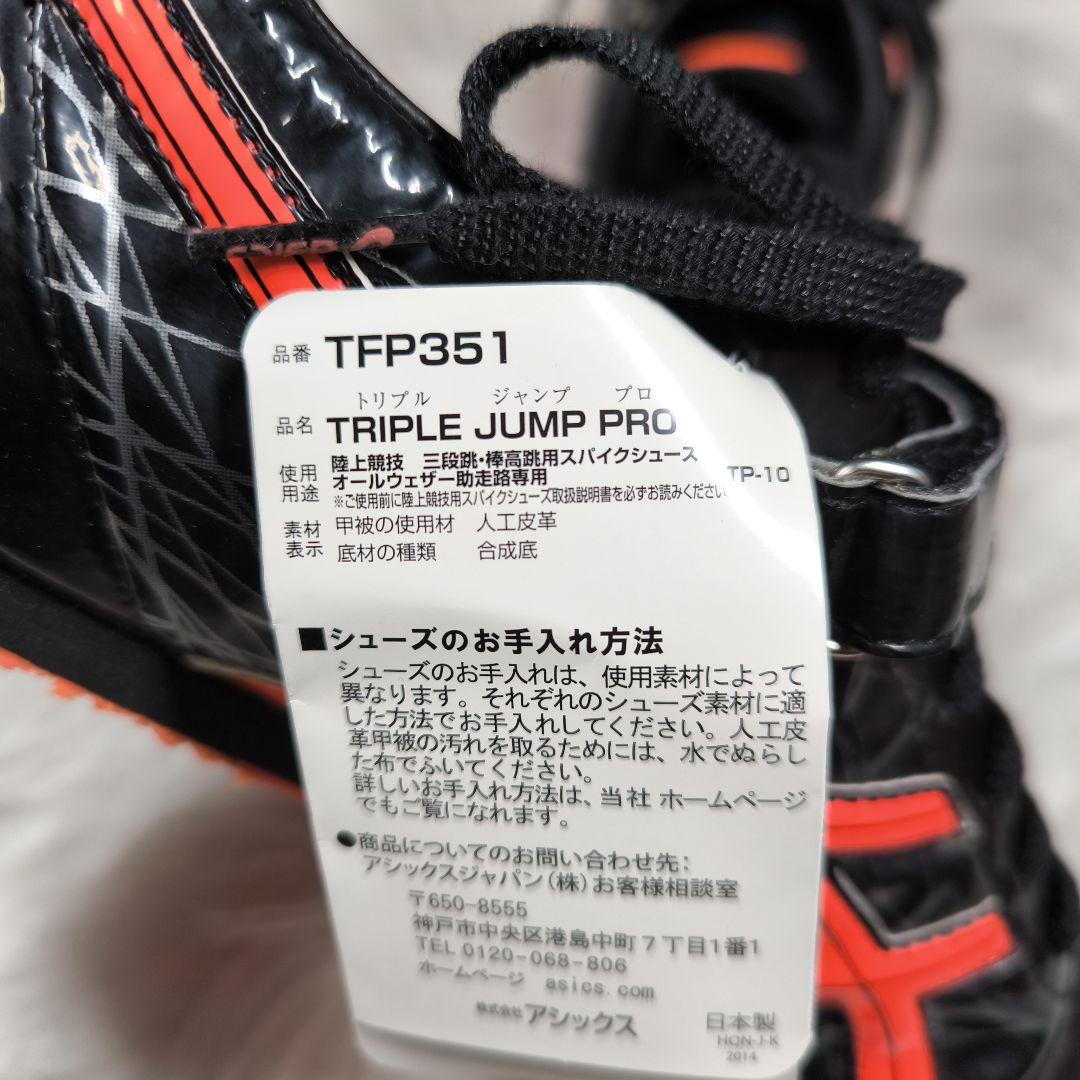 asics
品番 TFP351
トリプル ジャンプ プロ
品名 TRIPLE JUMP PRO
使用用途 陸上競技 三段跳・棒高跳用スパイクシューズ
オールウェザー助走路専用 TP-10
※ご使用前に陸上競技用スパイクシューズ取扱説明書を必ずお読みください
素材表示 甲被の使用材 人工皮革
底材の種類 合成底
■シューズのお手入れ方法
シューズのお手入れは、使用素材によって
異なります。それぞれのシューズ素材に適
した方法でお手入れしてください。人工皮
革甲被の汚れを取るためには、水でぬらし
た布でふいてください。
詳しいお手入れ方法は、当社 ホームページ
でもご覧になれます。
●商品についてのお問い合わせ先:
アシックスジャパン(株)お客様相談室
〒650-8555
神戸市中央区港島中町7丁目1番1
TEL 0120-068-806
ホームページ asics.com
株式会社アシックス
日本製
HQN-J-K
2014